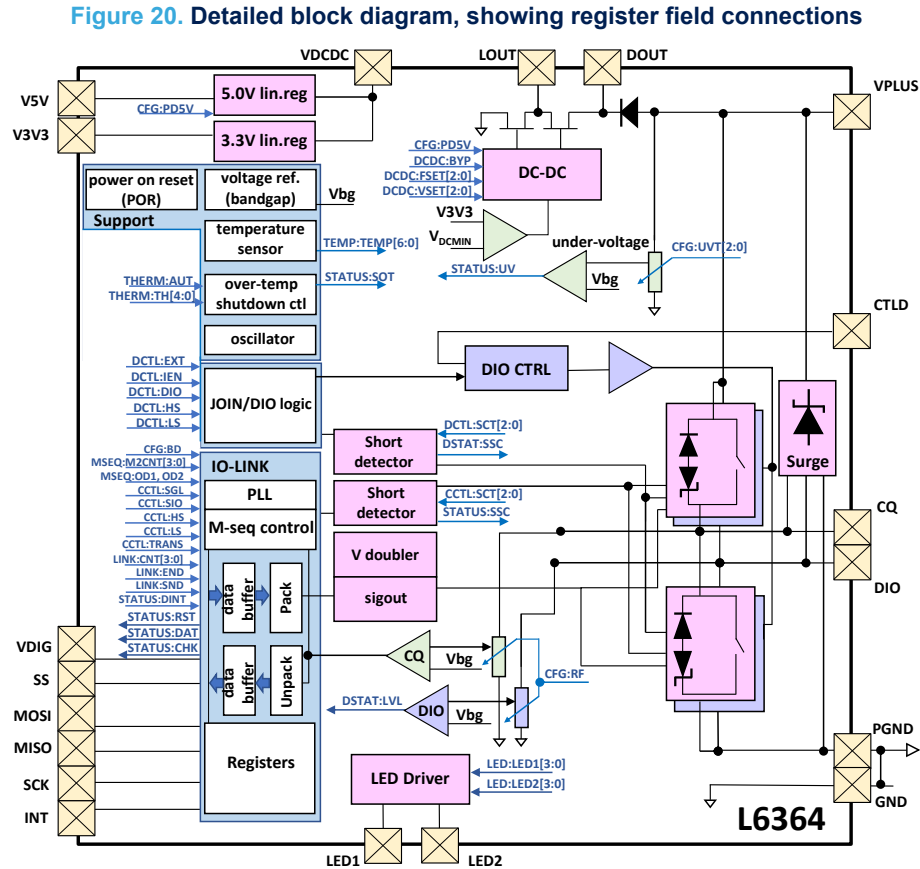 Figure 20. Detailed block diagram, showing register field connections
VDCDC
LOUT
DOUT
V5V
5.0V lin.reg
VPLUS
CFG:PD5V
V3V3
3.3V lin.reg
CFG:PD5V
DCDC:BYP
DCDC:FSET[2:0]
DCDC:VSET[2:0]
DC-DC
power on reset
(POR)
voltage ref.
(bandgap)
Vbg
Support
V3V3
VDCMIN
temperature
sensor
TEMP:TEMP[6:0]
under-voltage
CFG:UVT[2:0]
STATUS:UV
Vbg
THERM:AUT
THERM:TH[4:0]
over-temp
shutdown ctl
STATUS:SOT
oscillator
CTLD
DCTL:EXT
DCTL:IEN
DCTL:DIO
DCTL:HS
DCTL:LS
JOIN/DIO logic
DIO CTRL
Short
detector
DCTL:SCT[2:0]
DSTAT:SSC
Surge
CFG:BD
MSEQ:M2CNT[3:0]
MSEQ:OD1, OD2
CCTL:SGL
CCTL:SIO
CCTL:HS
CCTL:LS
CCTL:TRANS
LINK:CNT[3:0]
LINK:END
LINK:SND
STATUS:DINT
STATUS:RST
STATUS:DAT
STATUS:CHK
IO-LINK
PLL
M-seq control
Short
detector
CCTL:SCT[2:0]
STATUS:SSC
V doubler
sigout
CQ
DIO
data
buffer
Pack
data
buffer
Unpack
CQ
Vbg
CFG:RF
DSTAT:LVL
DIO
Vbg
VDIG
SS
MOSI
MISO
SCK
INT
Registers
LED Driver
LED:LED1[3:0]
LED:LED2[3:0]
PGND
GND
L6364
LED1
LED2